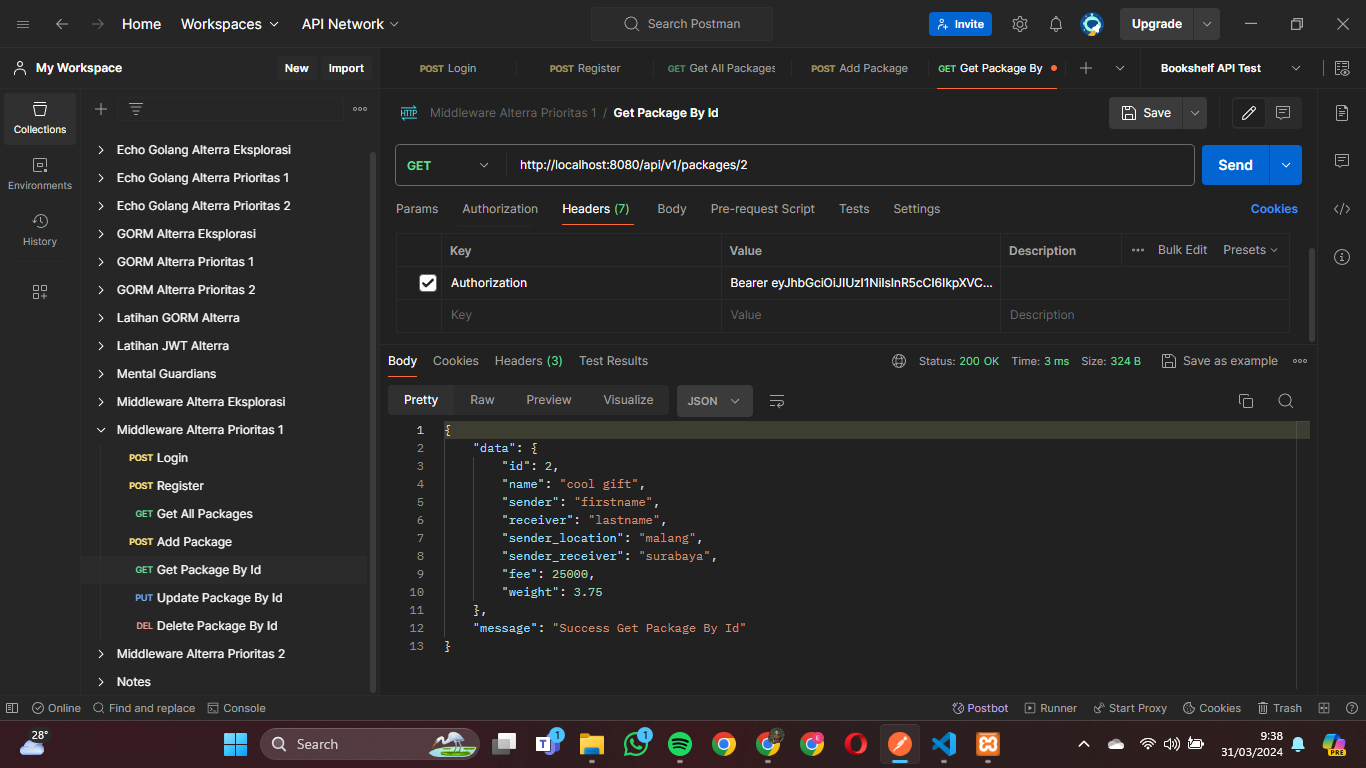 Home Workspaces API Network Search Postman Invite Upgrade
My Workspace New Import POST Login POST Register GET Get All Packages POST Add Package GET Get Package By Bookshelf API Test
Collections
Environments
History
Echo Golang Alterra Eksplorasi
Echo Golang Alterra Prioritas 1
Echo Golang Alterra Prioritas 2
GORM Alterra Eksplorasi
GORM Alterra Prioritas 1
GORM Alterra Prioritas 2
Latihan GORM Alterra
Latihan JWT Alterra
Mental Guardians
Middleware Alterra Eksplorasi
Middleware Alterra Prioritas 1
POST Login
POST Register
GET Get All Packages
POST Add Package
GET Get Package By Id
PUT Update Package By Id
DEL Delete Package By Id
Middleware Alterra Prioritas 2
Notes
HTTP Middleware Alterra Prioritas 1 / Get Package By Id Save
GET http://localhost:8080/api/v1/packages/2 Send
Params Authorization Headers (7) Body Pre-request Script Tests Settings Cookies
Key Value Description Bulk Edit Presets
Authorization Bearer eyJhbGciOiJIUzI1NiIsInR5cCI6IkpXVC...
Key Value Description
Body Cookies Headers (3) Test Results Status: 200 OK Time: 3 ms Size: 324 B Save as example
Pretty Raw Preview Visualize JSON
1 {
2 "data": {
3 "id": 2,
4 "name": "cool gift",
5 "sender": "firstname",
6 "receiver": "lastname",
7 "sender_location": "malang",
8 "sender_receiver": "surabaya",
9 "fee": 25000,
10 "weight": 3.75
11 },
12 "message": "Success Get Package By Id"
13 }
Online Find and replace Console Postbot Runner Start Proxy Cookies Trash
28° Search 1 1 9:38
31/03/2024
PRE